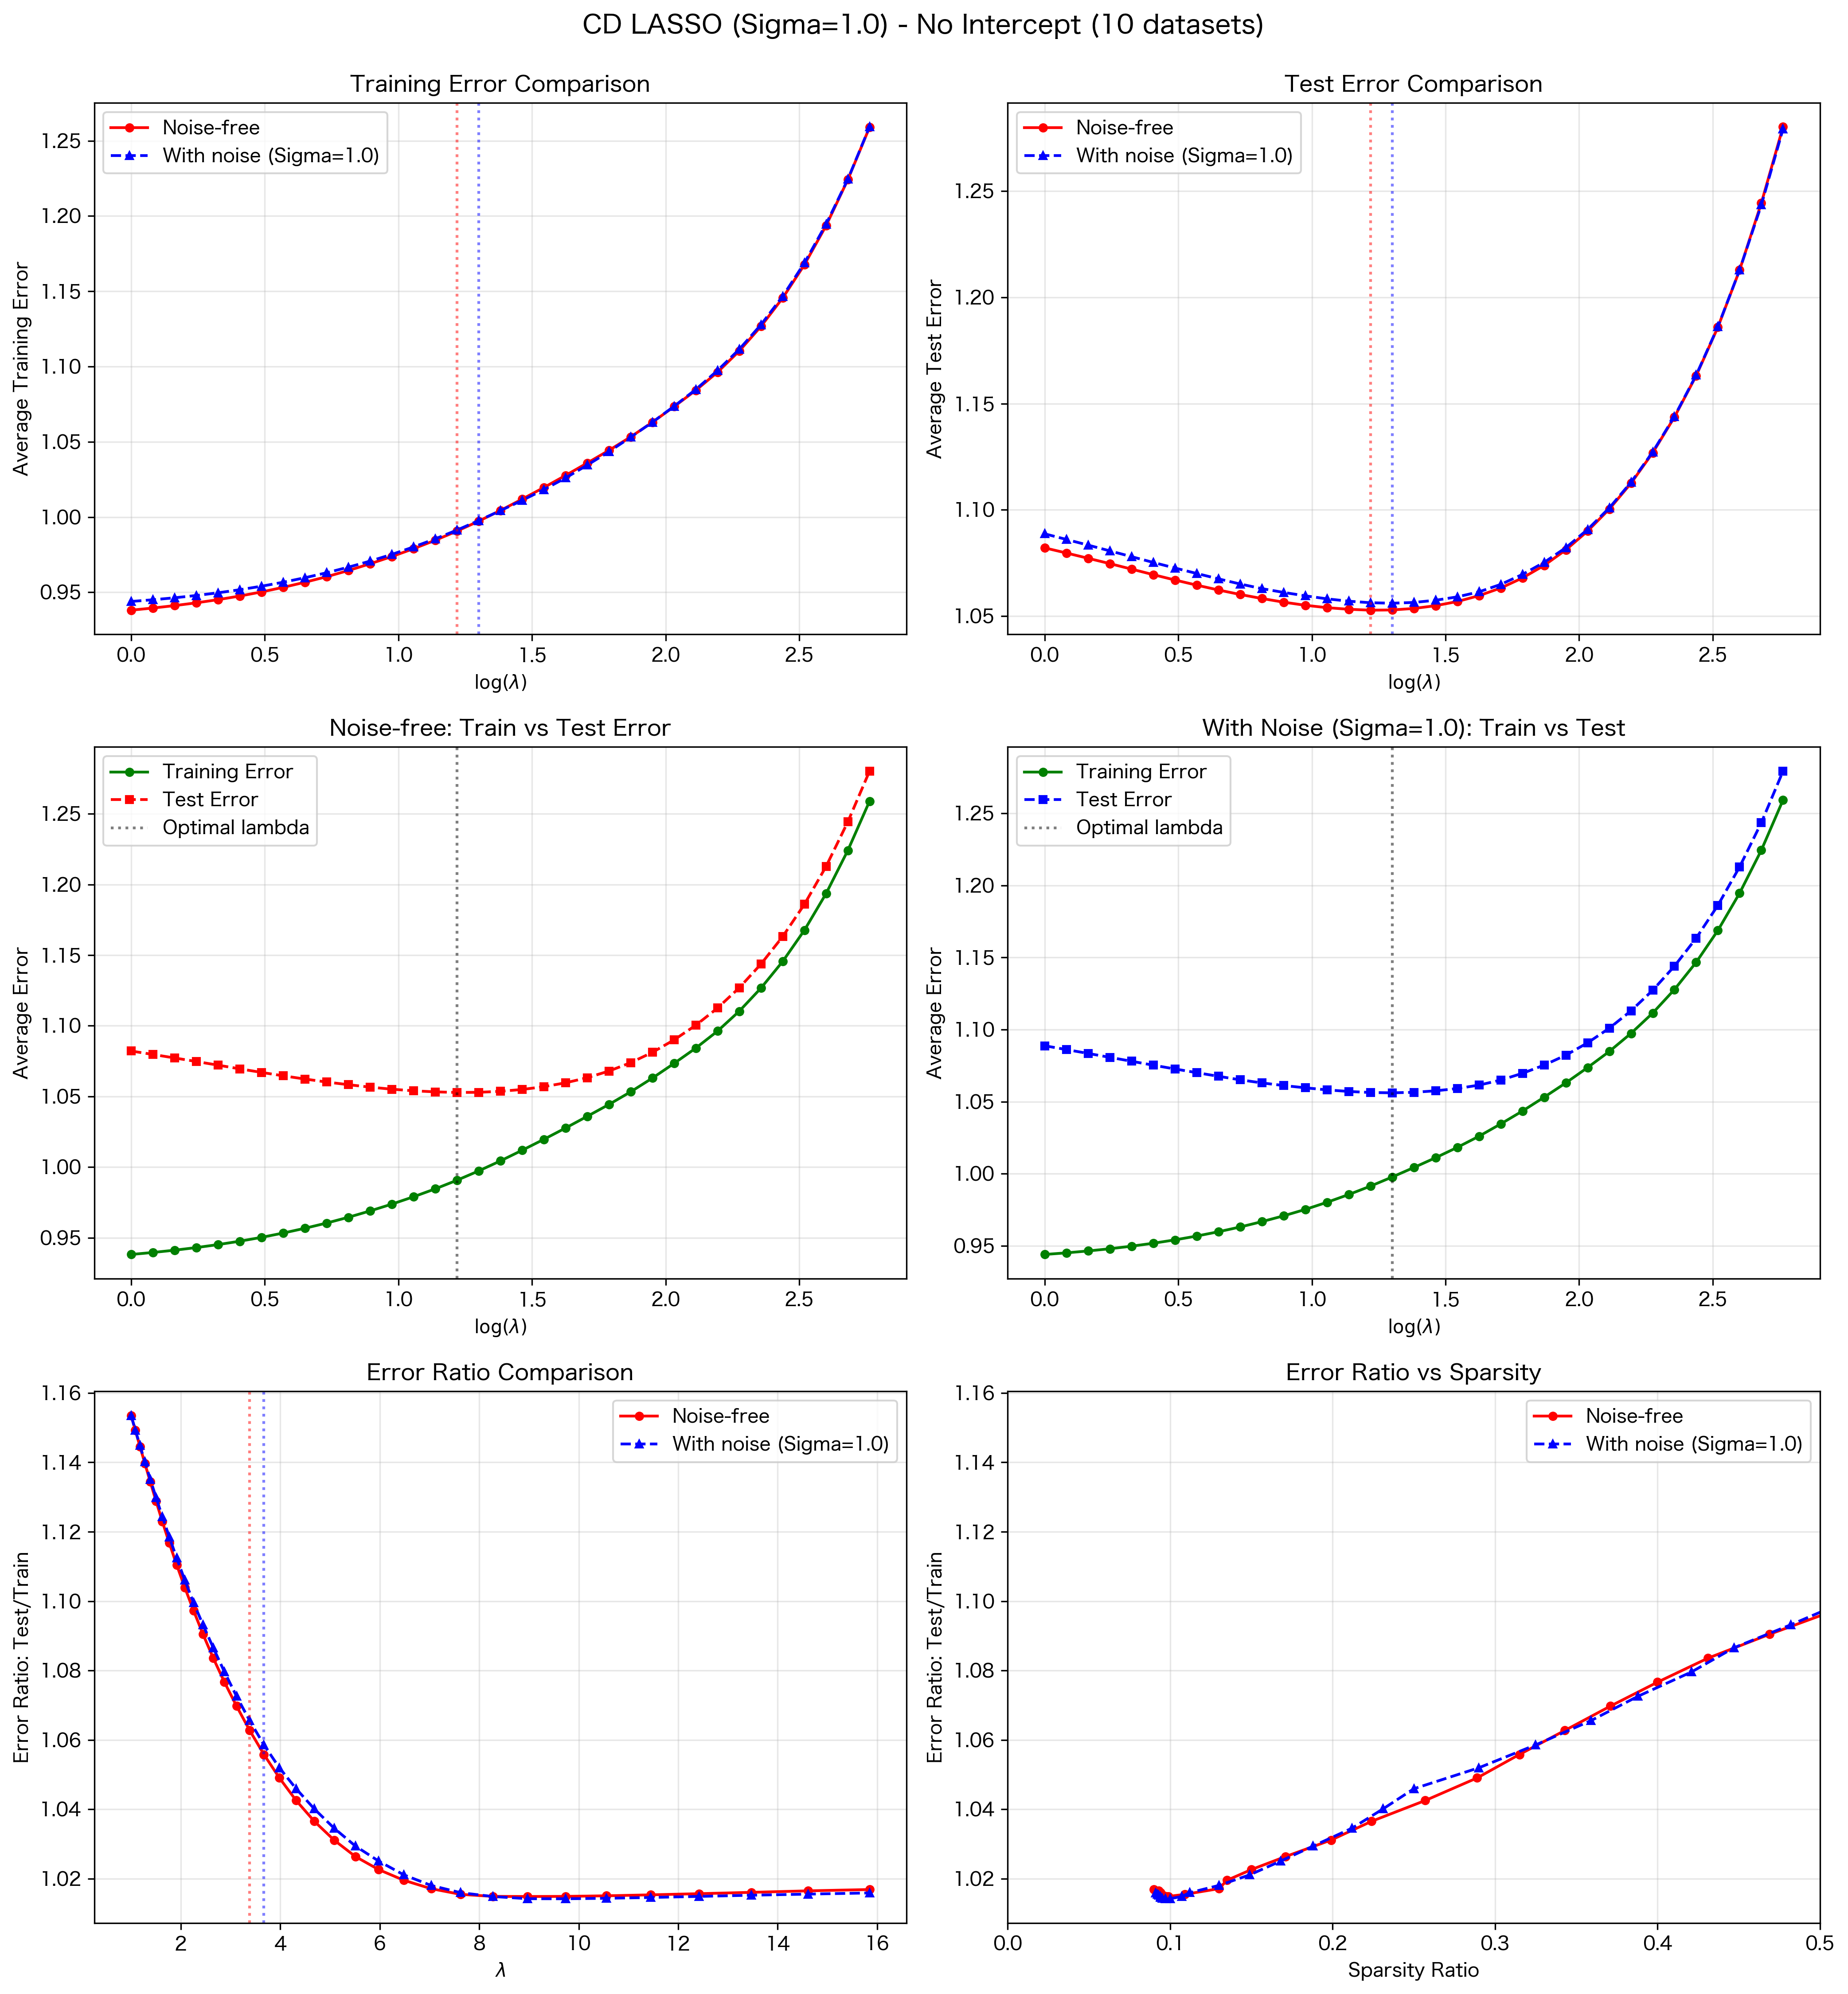 CD LASSO (Sigma=1.0) - No Intercept (10 datasets)
Training Error Comparison
Noise-free
With noise (Sigma=1.0)
Average Training Error
1.25
1.20
1.15
1.10
1.05
1.00
0.95
0.0 0.5 1.0 1.5 2.0 2.5
log(λ)
Test Error Comparison
Noise-free
With noise (Sigma=1.0)
Average Test Error
1.25
1.20
1.15
1.10
1.05
0.0 0.5 1.0 1.5 2.0 2.5
log(λ)
Noise-free: Train vs Test Error
Training Error
Test Error
Optimal lambda
Average Error
1.25
1.20
1.15
1.10
1.05
1.00
0.95
0.0 0.5 1.0 1.5 2.0 2.5
log(λ)
With Noise (Sigma=1.0): Train vs Test
Training Error
Test Error
Optimal lambda
Average Error
1.25
1.20
1.15
1.10
1.05
1.00
0.95
0.0 0.5 1.0 1.5 2.0 2.5
log(λ)
Error Ratio Comparison
Noise-free
With noise (Sigma=1.0)
Error Ratio: Test/Train
1.16
1.14
1.12
1.10
1.08
1.06
1.04
1.02
2 4 6 8 10 12 14 16
λ
Error Ratio vs Sparsity
Noise-free
With noise (Sigma=1.0)
Error Ratio: Test/Train
1.16
1.14
1.12
1.10
1.08
1.06
1.04
1.02
0.0 0.1 0.2 0.3 0.4 0.5
Sparsity Ratio